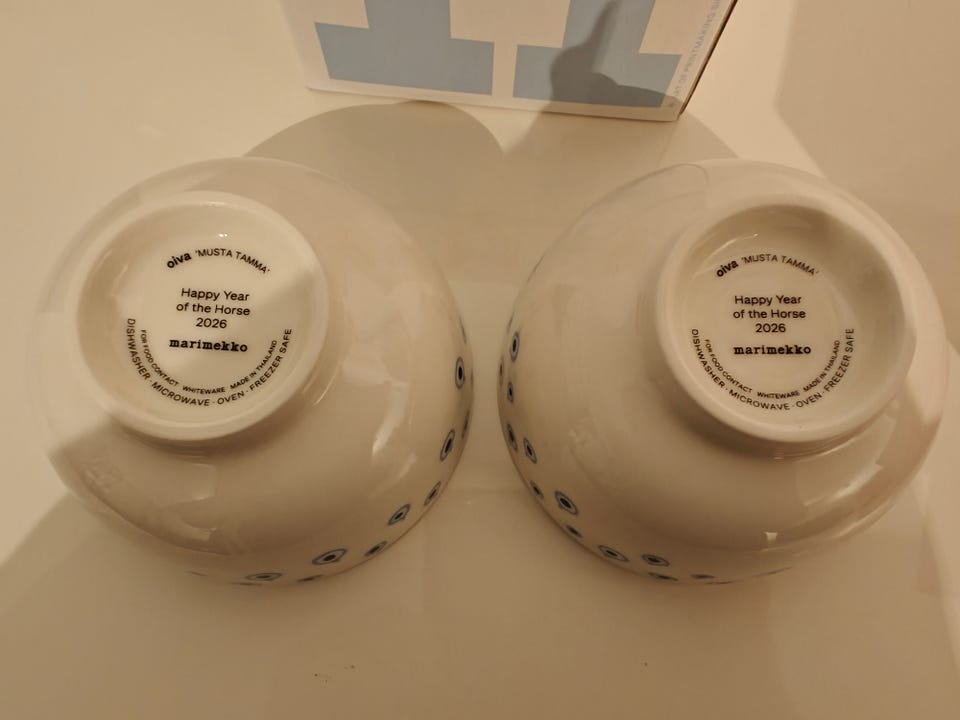 OF PRINTMAKING
oiva 'MUSTA TAMMA'
Happy Year
of the Horse
2026
marimekko
FOR FOOD CONTACT WHITEWARE MADE IN THAILAND
DISHWASHER · MICROWAVE · OVEN · FREEZER SAFE
oiva 'MUSTA TAMMA'
Happy Year
of the Horse
2026
marimekko
FOR FOOD CONTACT WHITEWARE MADE IN THAILAND
DISHWASHER · MICROWAVE · OVEN · FREEZER SAFE